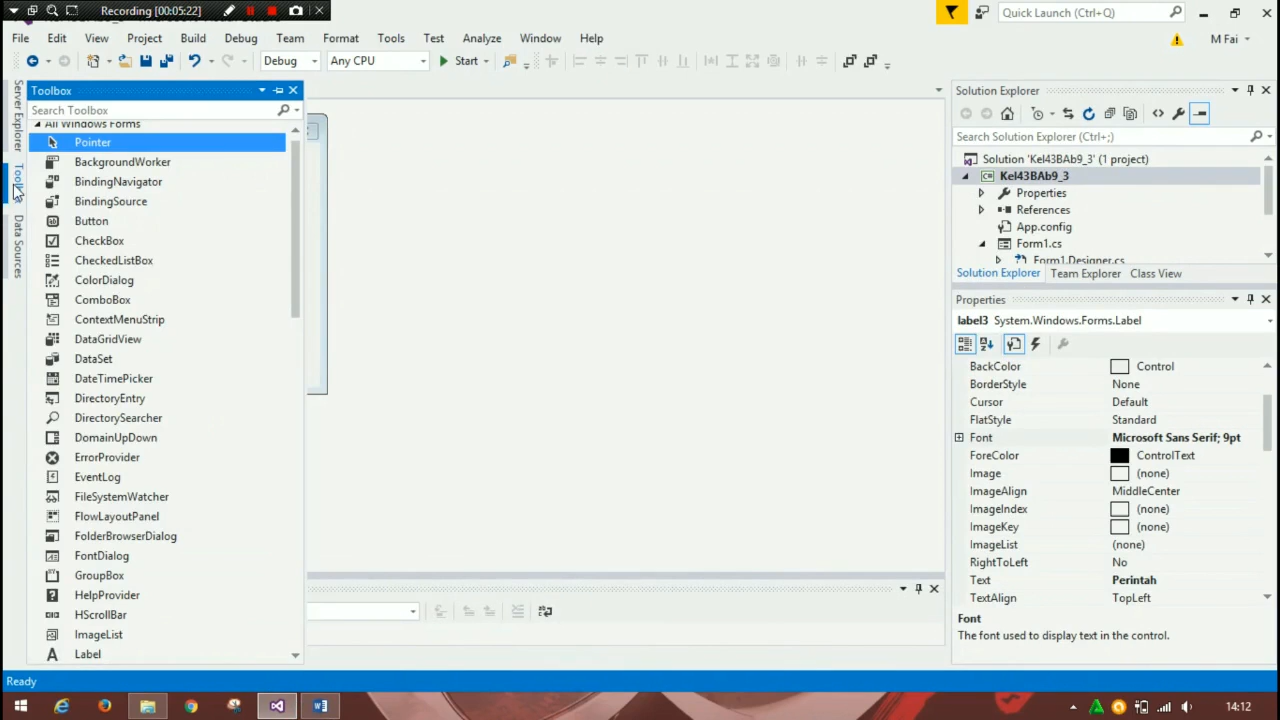 Recording [00:05:22]
Quick Launch (Ctrl+Q)
File Edit View Project Build Debug Team Format Tools Test Analyze Window Help
M Fai
Debug Any CPU Start
Server Explorer
Data Sources
Toolbox
Search Toolbox
All Windows Forms
Pointer
BackgroundWorker
BindingNavigator
BindingSource
Button
CheckBox
CheckedListBox
ColorDialog
ComboBox
ContextMenuStrip
DataGridView
DataSet
DateTimePicker
DirectoryEntry
DirectorySearcher
DomainUpDown
ErrorProvider
EventLog
FileSystemWatcher
FlowLayoutPanel
FolderBrowserDialog
FontDialog
GroupBox
HelpProvider
HScrollBar
ImageList
Label
Solution Explorer
Search Solution Explorer (Ctrl+;)
Solution 'Kel43BAb9_3' (1 project)
Kel43BAb9_3
Properties
References
App.config
Form1.cs
Form1.Designer.cs
Solution Explorer Team Explorer Class View
Properties
label3 System.Windows.Forms.Label
BackColor Control
BorderStyle None
Cursor Default
FlatStyle Standard
Font Microsoft Sans Serif; 9pt
ForeColor ControlText
Image (none)
ImageAlign MiddleCenter
ImageIndex (none)
ImageKey (none)
ImageList (none)
RightToLeft No
Text Perintah
TextAlign TopLeft
Font
The font used to display text in the control.
Ready
14:12